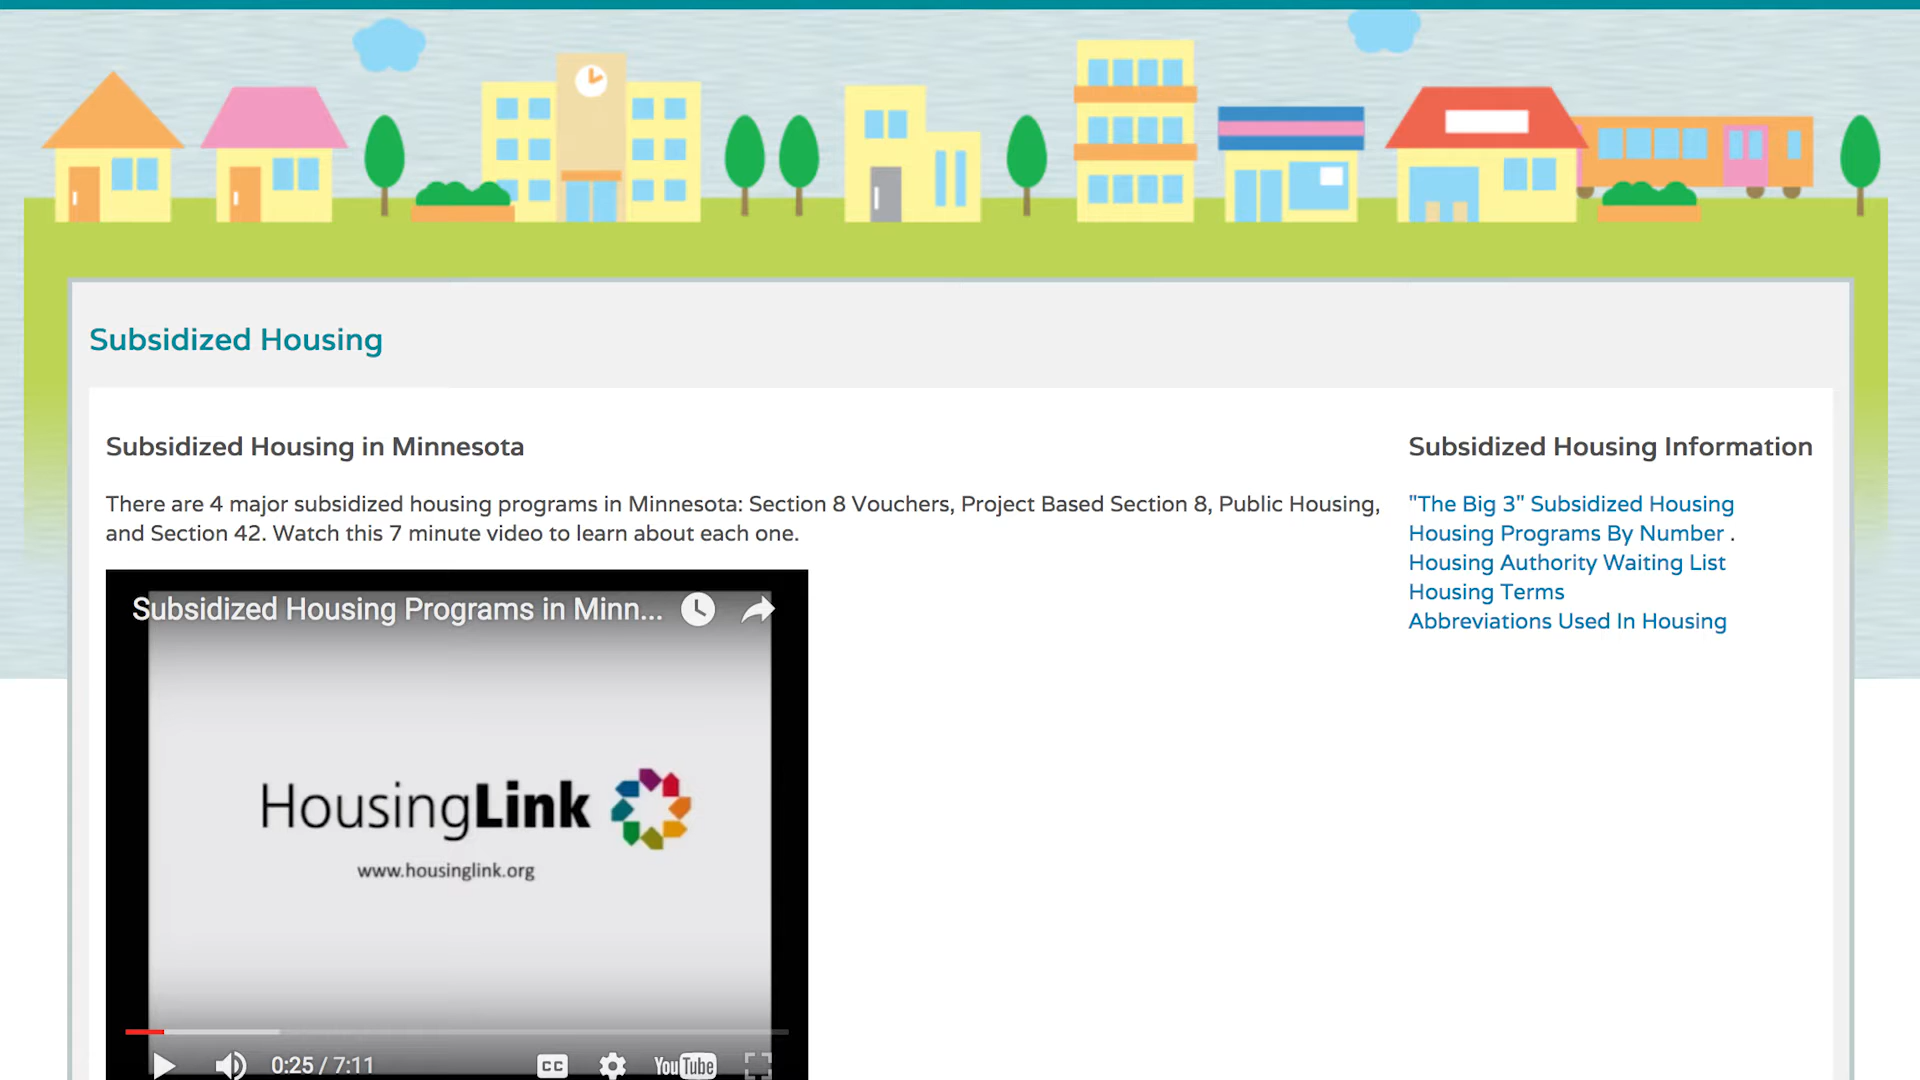 Subsidized Housing
Subsidized Housing in Minnesota
There are 4 major subsidized housing programs in Minnesota: Section 8 Vouchers, Project Based Section 8, Public Housing,
and Section 42. Watch this 7 minute video to learn about each one.
Subsidized Housing Programs in Minn...
HousingLink
www.housinglink.org
0:25 / 7:11
CC
YouTube
Subsidized Housing Information
"The Big 3" Subsidized Housing
Housing Programs By Number .
Housing Authority Waiting List
Housing Terms
Abbreviations Used In Housing